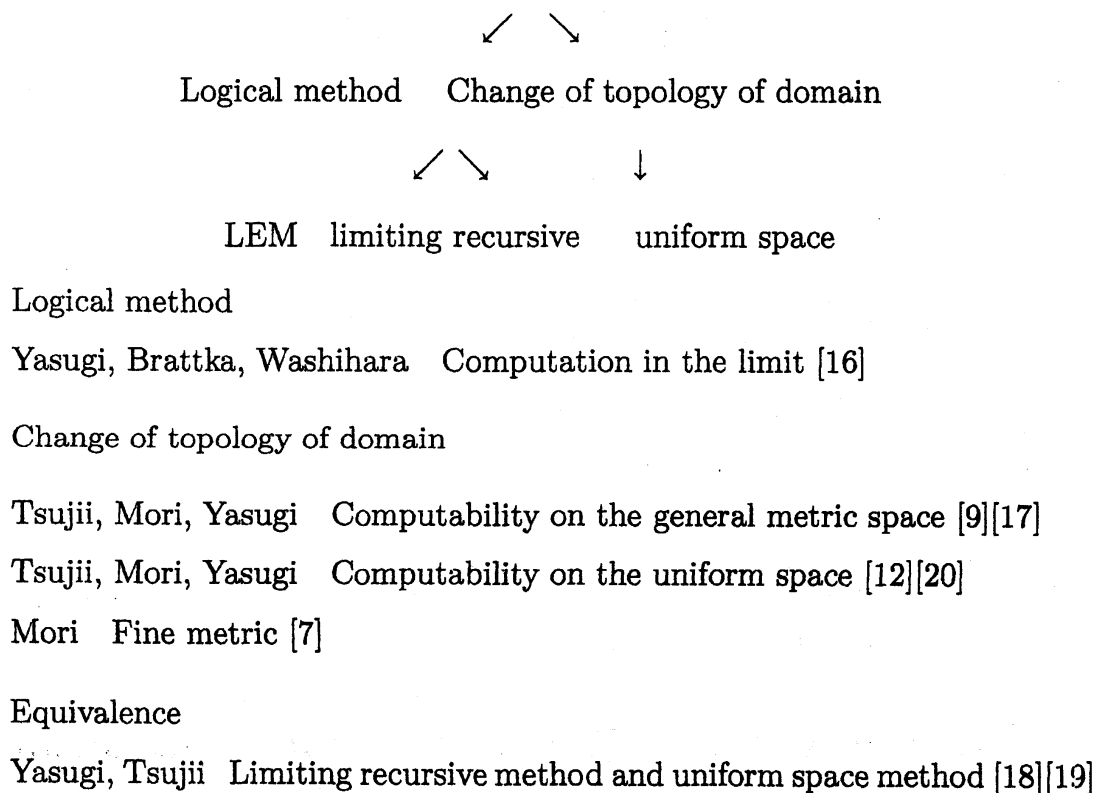 ↙ ↘
Logical method Change of topology of domain
↙ ↘ ↓
LEM limiting recursive uniform space
Logical method
Yasugi, Brattka, Washihara Computation in the limit [16]
Change of topology of domain
Tsujii, Mori, Yasugi Computability on the general metric space [9][17]
Tsujii, Mori, Yasugi Computability on the uniform space [12][20]
Mori Fine metric [7]
Equivalence
Yasugi, Tsujii Limiting recursive method and uniform space method [18][19]